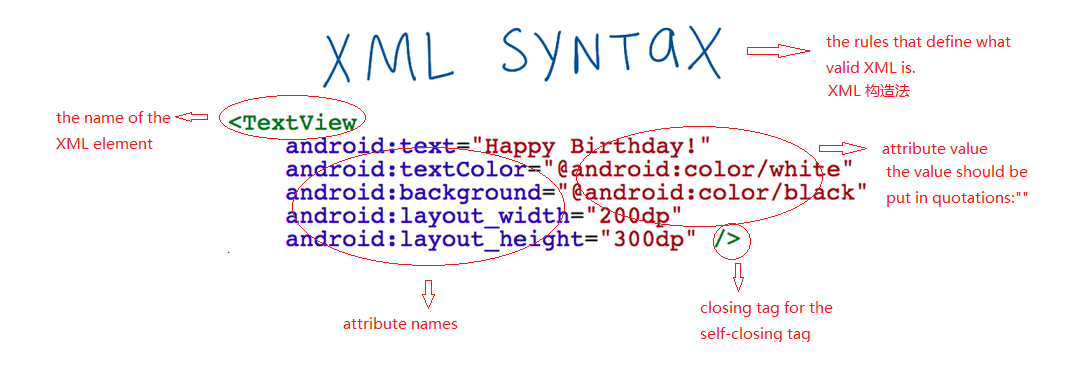 XML SYNTAX
the rules that define what
valid XML is.
XML 构造法
the name of the
XML element
<TextView
android:text="Happy Birthday!"
android:textColor="@android:color/white"
android:background="@android:color/black"
android:layout_width="200dp"
android:layout_height="300dp" />
attribute value
the value should be
put in quotations:""
attribute names
closing tag for the
self-closing tag